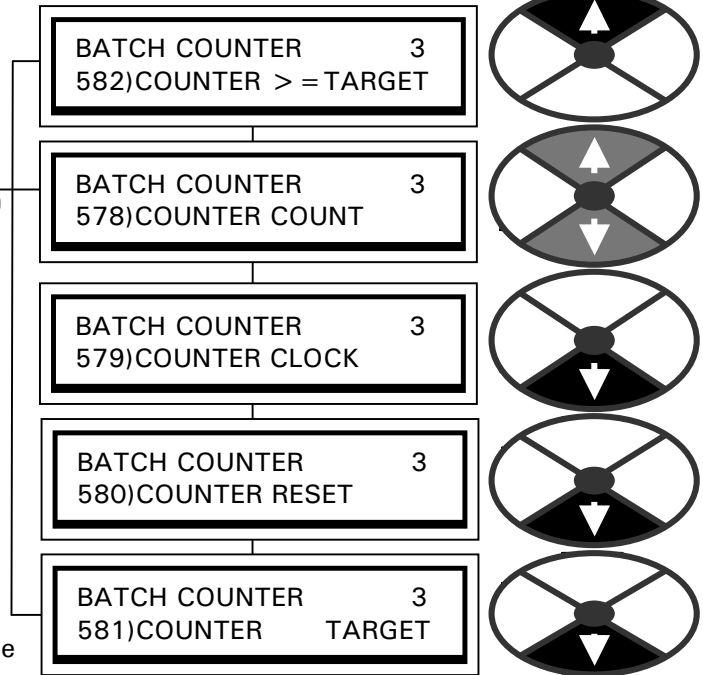 BATCH COUNTER 3
582)COUNTER > = TARGET
BATCH COUNTER 3
578)COUNTER COUNT
BATCH COUNTER 3
579)COUNTER CLOCK
BATCH COUNTER 3
580)COUNTER RESET
BATCH COUNTER 3
581)COUNTER TARGET
e